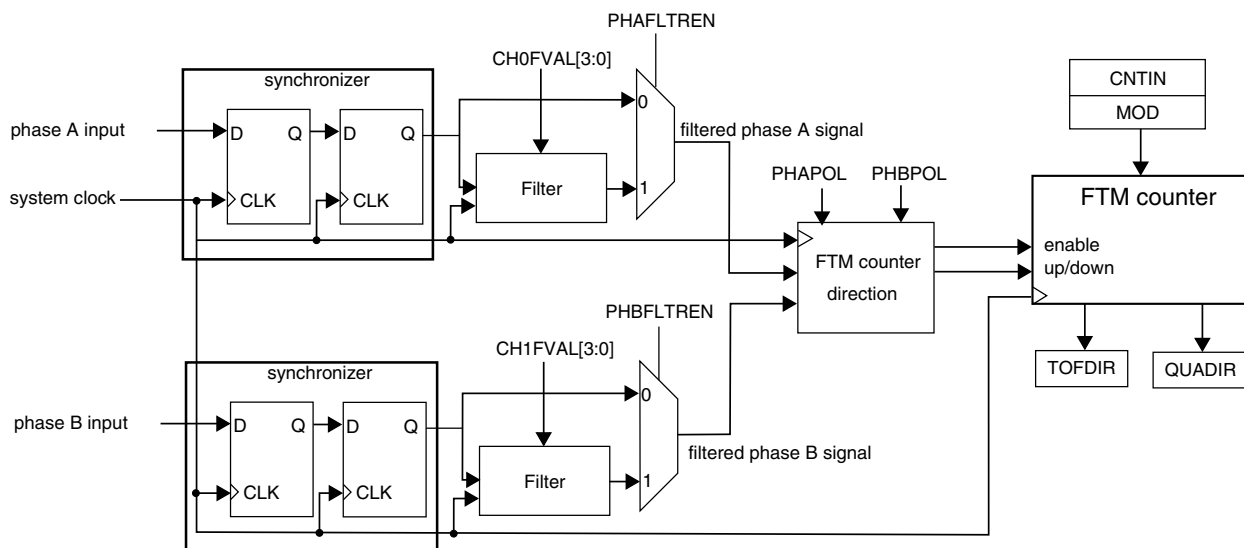 PHAFLTREN
CH0FVAL[3:0]
synchronizer
CNTIN
MOD
phase A input
D Q D Q
0
filtered phase A signal
system clock
CLK CLK
Filter
1
PHAPOL PHBPOL
FTM counter
enable
up/down
FTM counter
direction
PHBFLTREN
CH1FVAL[3:0]
synchronizer
TOFDIR QUADIR
phase B input
D Q D Q
0
filtered phase B signal
CLK CLK
Filter
1